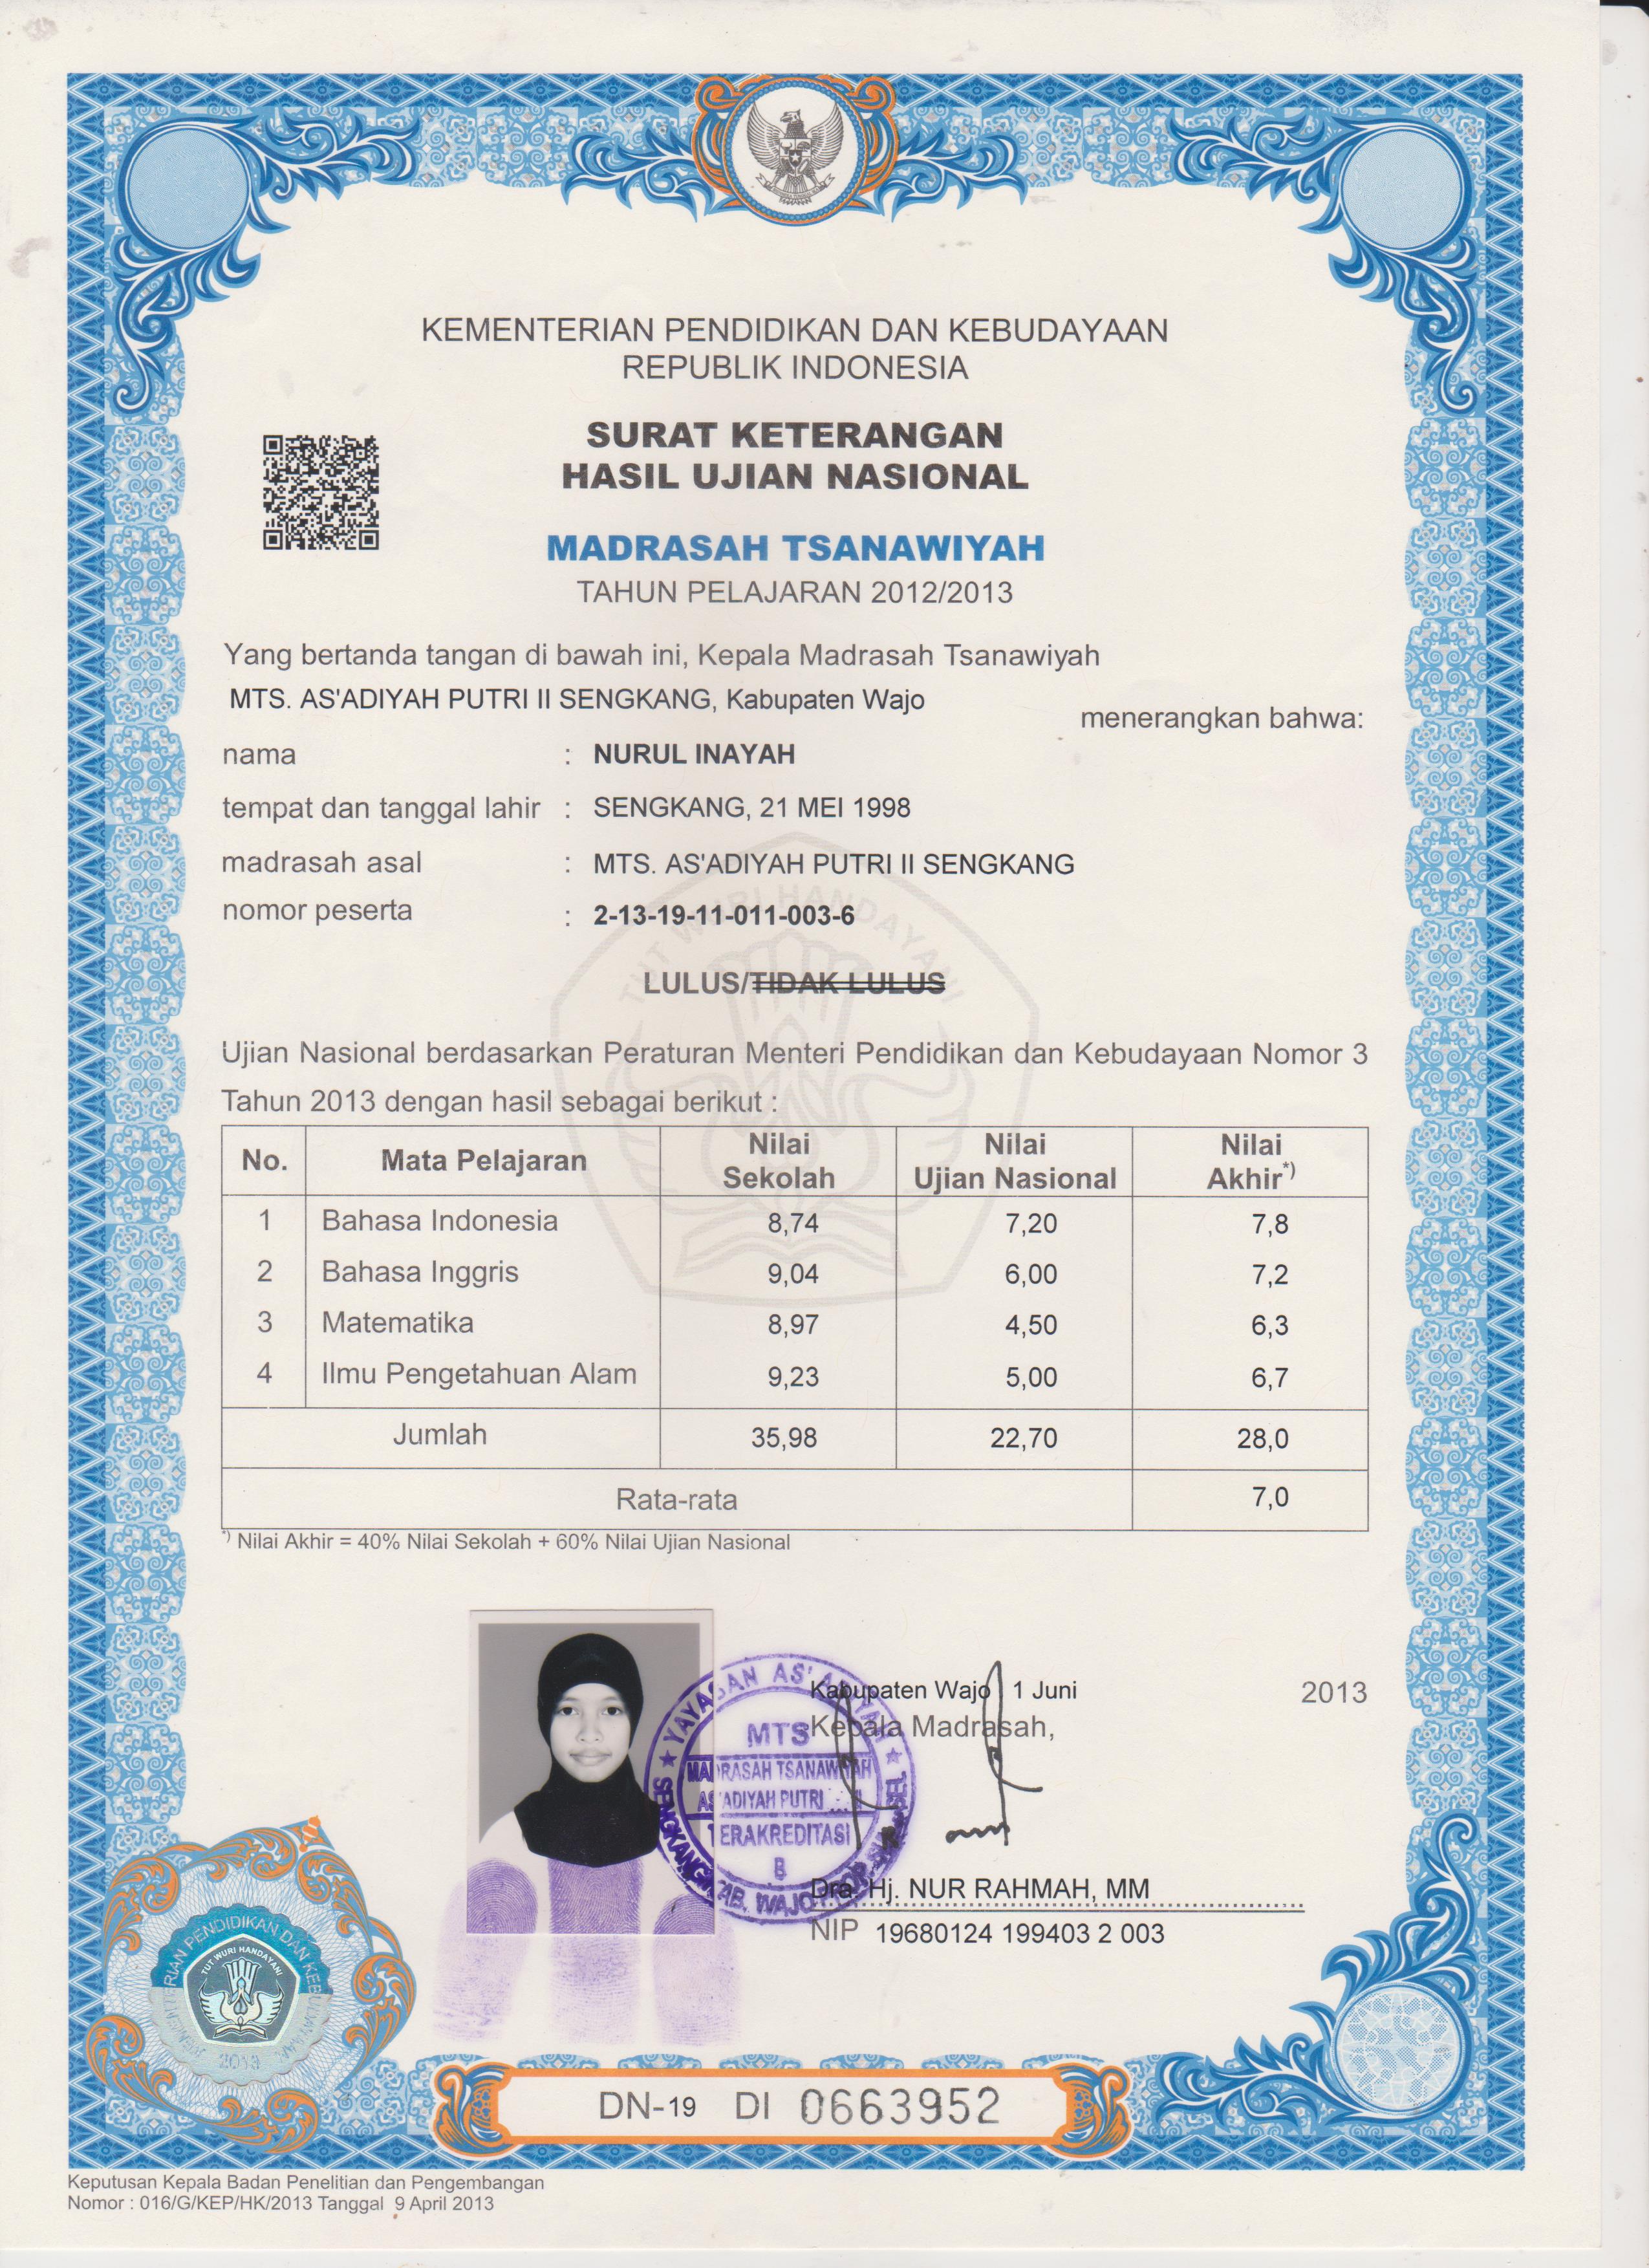 KEMENTERIAN PENDIDIKAN DAN KEBUDAYAAN
REPUBLIK INDONESIA
SURAT KETERANGAN
HASIL UJIAN NASIONAL
MADRASAH TSANAWIYAH
TAHUN PELAJARAN 2012/2013
Yang bertanda tangan di bawah ini, Kepala Madrasah Tsanawiyah
MTS. AS'ADIYAH PUTRI II SENGKANG, Kabupaten Wajo
menerangkan bahwa:
nama : NURUL INAYAH
tempat dan tanggal lahir : SENGKANG, 21 MEI 1998
madrasah asal : MTS. AS'ADIYAH PUTRI II SENGKANG
nomor peserta : 2-13-19-11-011-003-6
TUT WURI HANDAYANI
LULUS/TIDAK LULUS
Ujian Nasional berdasarkan Peraturan Menteri Pendidikan dan Kebudayaan Nomor 3
Tahun 2013 dengan hasil sebagai berikut :
No. Mata Pelajaran Nilai Sekolah Nilai Ujian Nasional Nilai Akhir*)
1 Bahasa Indonesia 8,74 7,20 7,8
2 Bahasa Inggris 9,04 6,00 7,2
3 Matematika 8,97 4,50 6,3
4 Ilmu Pengetahuan Alam 9,23 5,00 6,7
Jumlah 35,98 22,70 28,0
Rata-rata 7,0
*) Nilai Akhir = 40% Nilai Sekolah + 60% Nilai Ujian Nasional
Kabupaten Wajo 1 Juni 2013
Kepala Madrasah,
YAYASAN AS'ADIYAH
MTS
MADRASAH TSANAWIYAH
AS'ADIYAH PUTRI
TERAKREDITASI
B
SENGKANG KAB. WAJO
Dra. Hj. NUR RAHMAH, MM
NIP 19680124 199403 2 003
PENDIDIKAN DAN
TUT WURI HANDAYANI
2013
DN-19 DI 0663952
Keputusan Kepala Badan Penelitian dan Pengembangan
Nomor : 016/G/KEP/HK/2013 Tanggal 9 April 2013